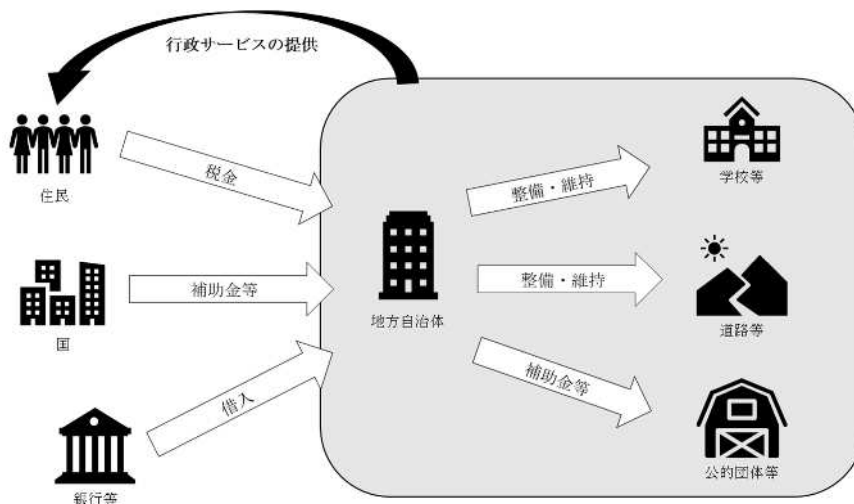 行政サービスの提供
住民
税金
国
補助金等
銀行等
借入
地方自治体
整備・維持
学校等
整備・維持
道路等
補助金等
公的団体等